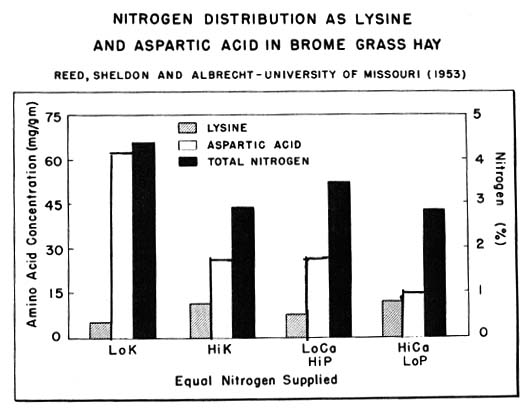 NITROGEN DISTRIBUTION AS LYSINE
AND ASPARTIC ACID IN BROME GRASS HAY
REED, SHELDON AND ALBRECHT-UNIVERSITY OF MISSOURI (1953)
Amino Acid Concentration (mg/gm)
75
60
45
30
15
0
LYSINE
ASPARTIC ACID
TOTAL NITROGEN
5
4
3
2
1
0
Nitrogen (%)
LoK
HiK
LoCa
HiP
HiCa
LoP
Equal Nitrogen Supplied